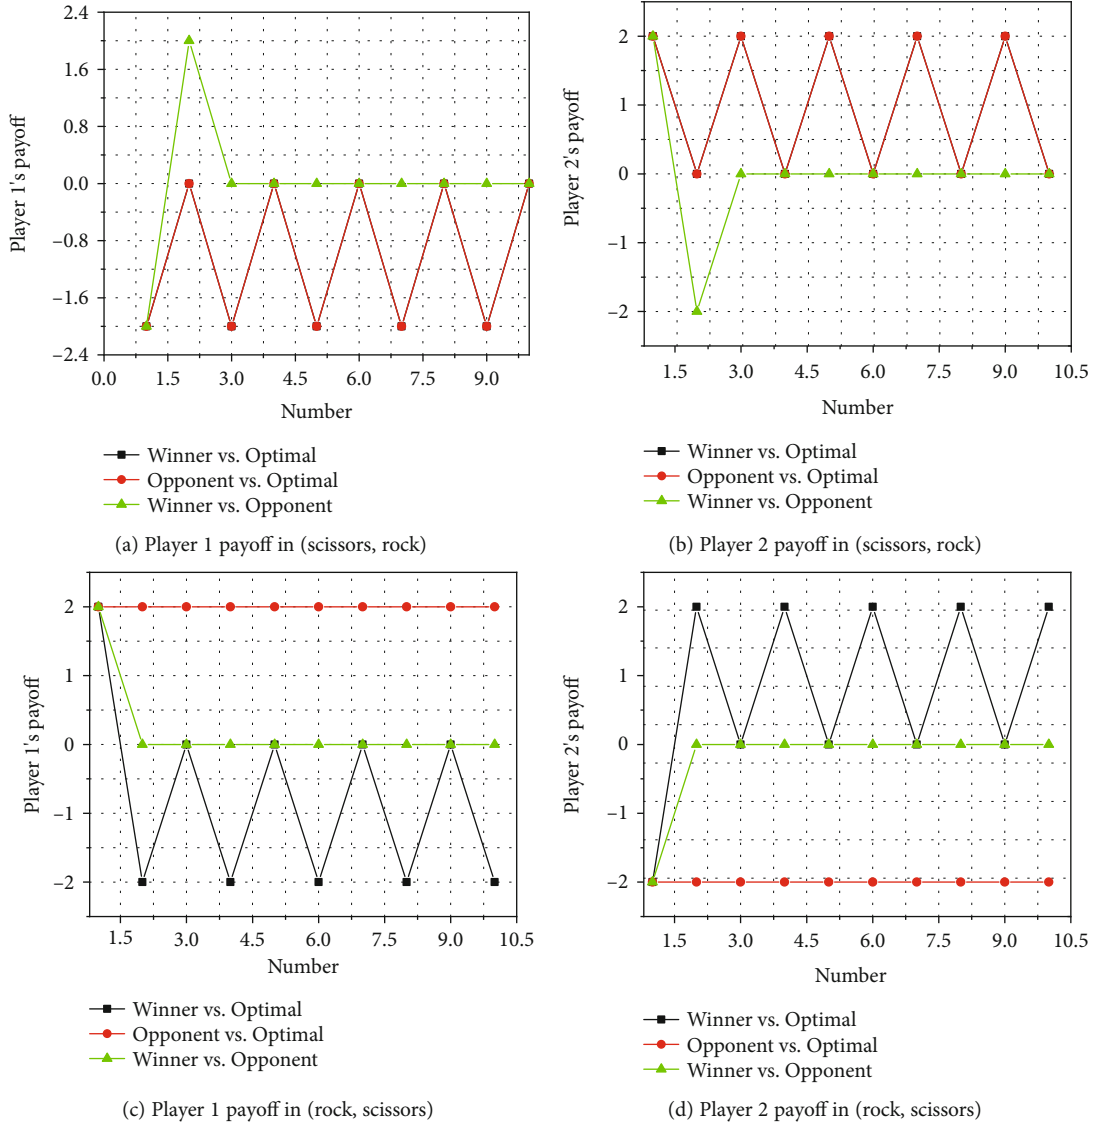 2.4
1.6
0.8
0.0
−0.8
−1.6
−2.4
Player 1's payoff
0.0 1.5 3.0 4.5 6.0 7.5 9.0
Number
Winner vs. Optimal
Opponent vs. Optimal
Winner vs. Opponent
(a) Player 1 payoff in (scissors, rock)
2
1
0
−1
−2
Player 2's payoff
1.5 3.0 4.5 6.0 7.5 9.0 10.5
Number
Winner vs. Optimal
Opponent vs. Optimal
Winner vs. Opponent
(b) Player 2 payoff in (scissors, rock)
2
1
0
−1
−2
Player 1's payoff
1.5 3.0 4.5 6.0 7.5 9.0 10.5
Number
Winner vs. Optimal
Opponent vs. Optimal
Winner vs. Opponent
(c) Player 1 payoff in (rock, scissors)
2
1
0
−1
−2
Player 2's payoff
1.5 3.0 4.5 6.0 7.5 9.0 10.5
Number
Winner vs. Optimal
Opponent vs. Optimal
Winner vs. Opponent
(d) Player 2 payoff in (rock, scissors)